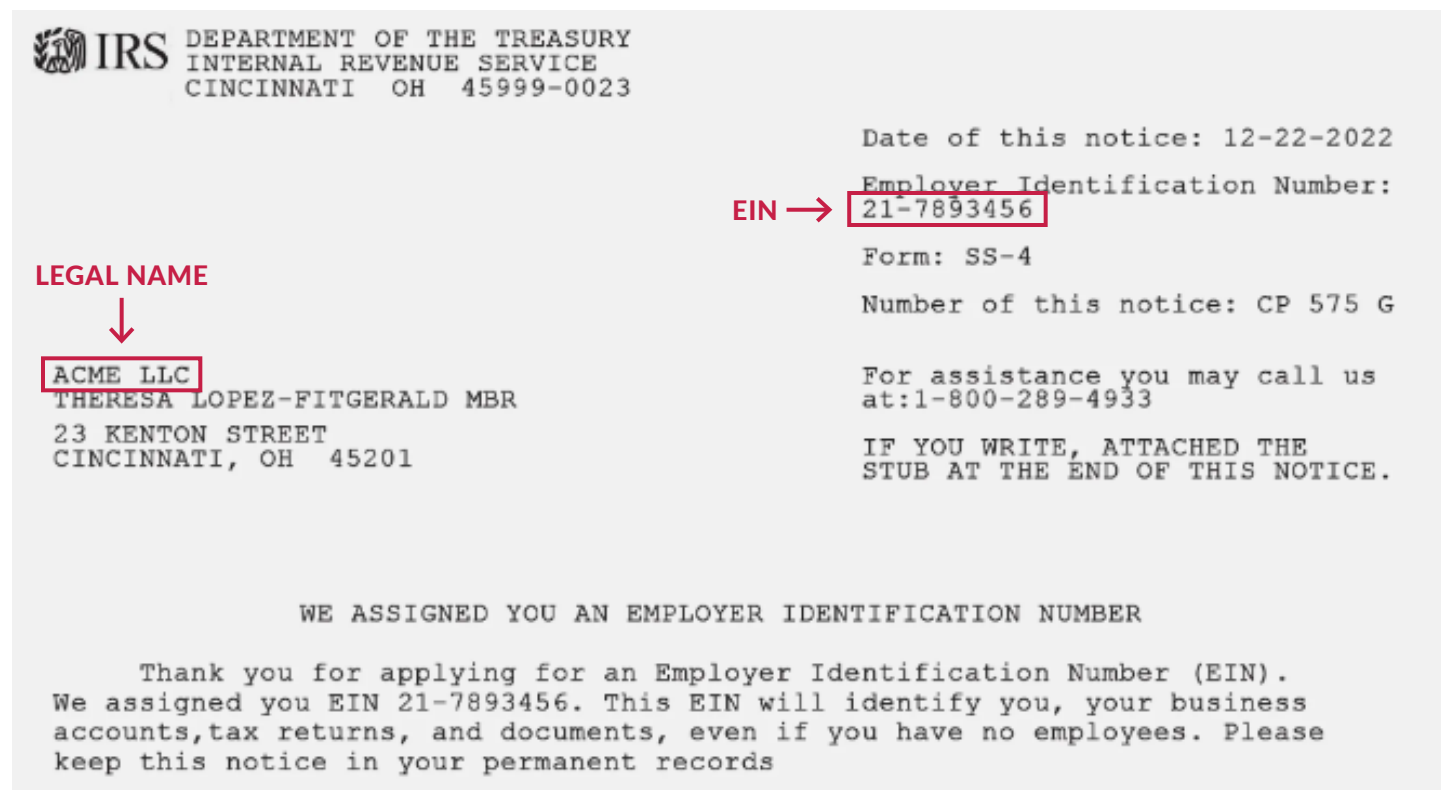 IRS DEPARTMENT OF THE TREASURY
INTERNAL REVENUE SERVICE
CINCINNATI OH 45999-0023
Date of this notice: 12-22-2022
Employer Identification Number:
EIN → 21-7893456
Form: SS-4
LEGAL NAME
Number of this notice: CP 575 G
ACME LLC
THERESA LOPEZ-FITGERALD MBR
23 KENTON STREET
CINCINNATI, OH 45201
For assistance you may call us
at:1-800-289-4933
IF YOU WRITE, ATTACHED THE
STUB AT THE END OF THIS NOTICE.
WE ASSIGNED YOU AN EMPLOYER IDENTIFICATION NUMBER
Thank you for applying for an Employer Identification Number (EIN).
We assigned you EIN 21-7893456. This EIN will identify you, your business
accounts,tax returns, and documents, even if you have no employees. Please
keep this notice in your permanent records